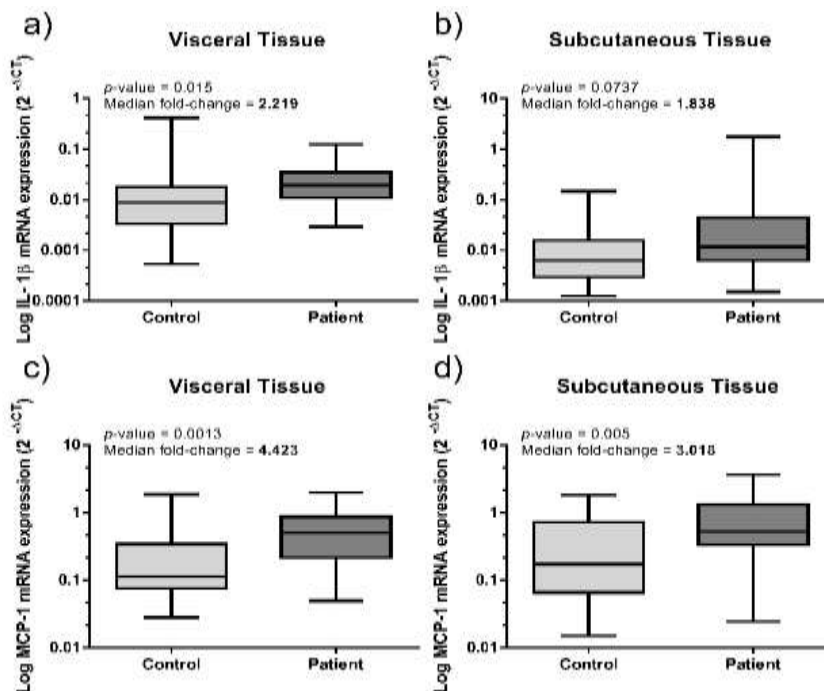 a)
Visceral Tissue
p-value = 0.015
Median fold-change = 2.219
Log IL-1β mRNA expression (2 -ΔCT)
1
0.1
0.01
0.001
0.0001
Control
Patient
b)
Subcutaneous Tissue
p-value = 0.0737
Median fold-change = 1.838
Log IL-1β mRNA expression (2 -ΔCT)
10
1
0.1
0.01
0.001
Control
Patient
c)
Visceral Tissue
p-value = 0.0013
Median fold-change = 4.423
Log MCP-1 mRNA expression (2 -ΔCT)
10
1
0.1
0.01
Control
Patient
d)
Subcutaneous Tissue
p-value = 0.005
Median fold-change = 3.018
Log MCP-1 mRNA expression (2 -ΔCT)
10
1
0.1
0.01
Control
Patient